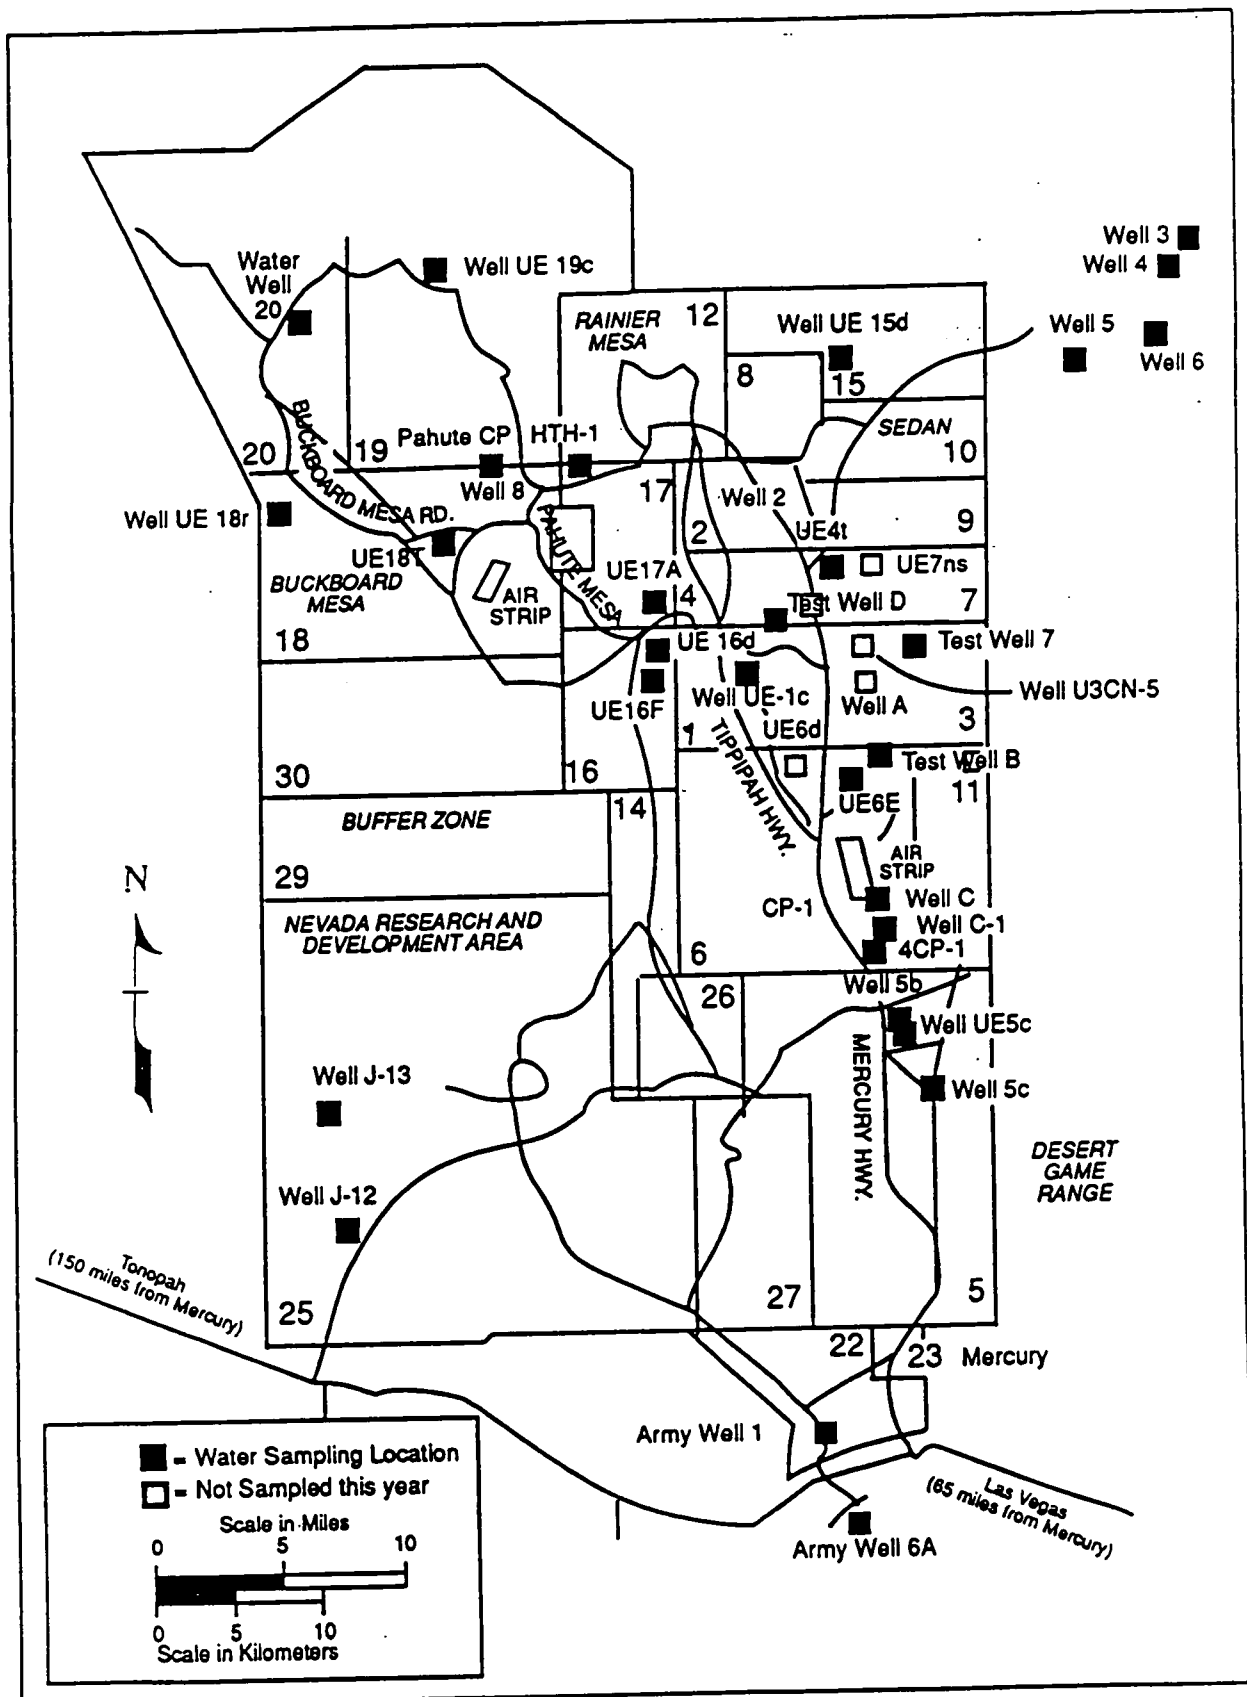 Well 3
Well 4
Water
Well
20
Well UE 19c
RAINIER
MESA
12
Well UE 15d
Well 5
Well 6
8
15
SEDAN
10
BUCKBOARD MESA RD.
20
19
Pahute CP
HTH-1
Well 8
17
Well 2
2
9
Well UE 18r
UE18T
PAHUTE MESA
UE4t
BUCKBOARD
MESA
AIR
STRIP
UE17A
4
UE7ns
7
Test Well D
18
UE 16d
Test Well 7
UE16F
Well UE-1c
Well A
Well U3CN-5
UE6d
3
1
TIPPIPAH HWY.
30
16
Test Well B
11
UE6E
14
BUFFER ZONE
AIR
STRIP
29
N
CP-1
Well C
NEVADA RESEARCH AND
DEVELOPMENT AREA
Well C-1
4CP-1
6
26
Well 5b
Well UE5c
MERCURY HWY.
Well J-13
Well 5c
DESERT
GAME
RANGE
Well J-12
Tonopah
(150 miles from Mercury)
25
27
5
22
23
Mercury
Army Well 1
= Water Sampling Location
= Not Sampled this year
Scale in Miles
0 5 10
0 5 10
Scale in Kilometers
Las Vegas
(65 miles from Mercury)
Army Well 6A